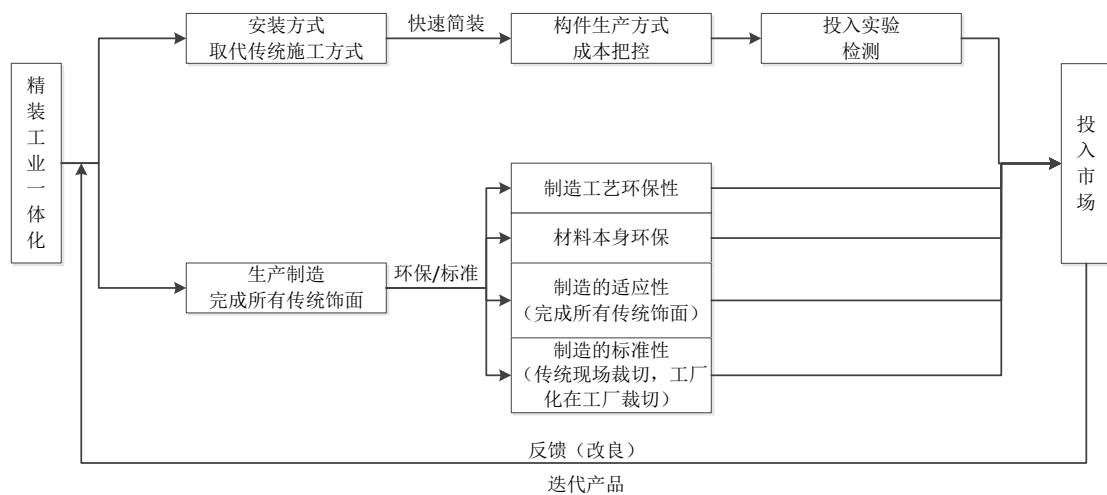 精装工业一体化
安装方式
取代传统施工方式
快速简装
构件生产方式
成本把控
投入实验
检测
生产制造
完成所有传统饰面
环保/标准
制造工艺环保性
材料本身环保
制造的适应性
（完成所有传统饰面）
制造的标准性
（传统现场裁切，工厂
化在工厂裁切）
投入市场
反馈（改良）
迭代产品